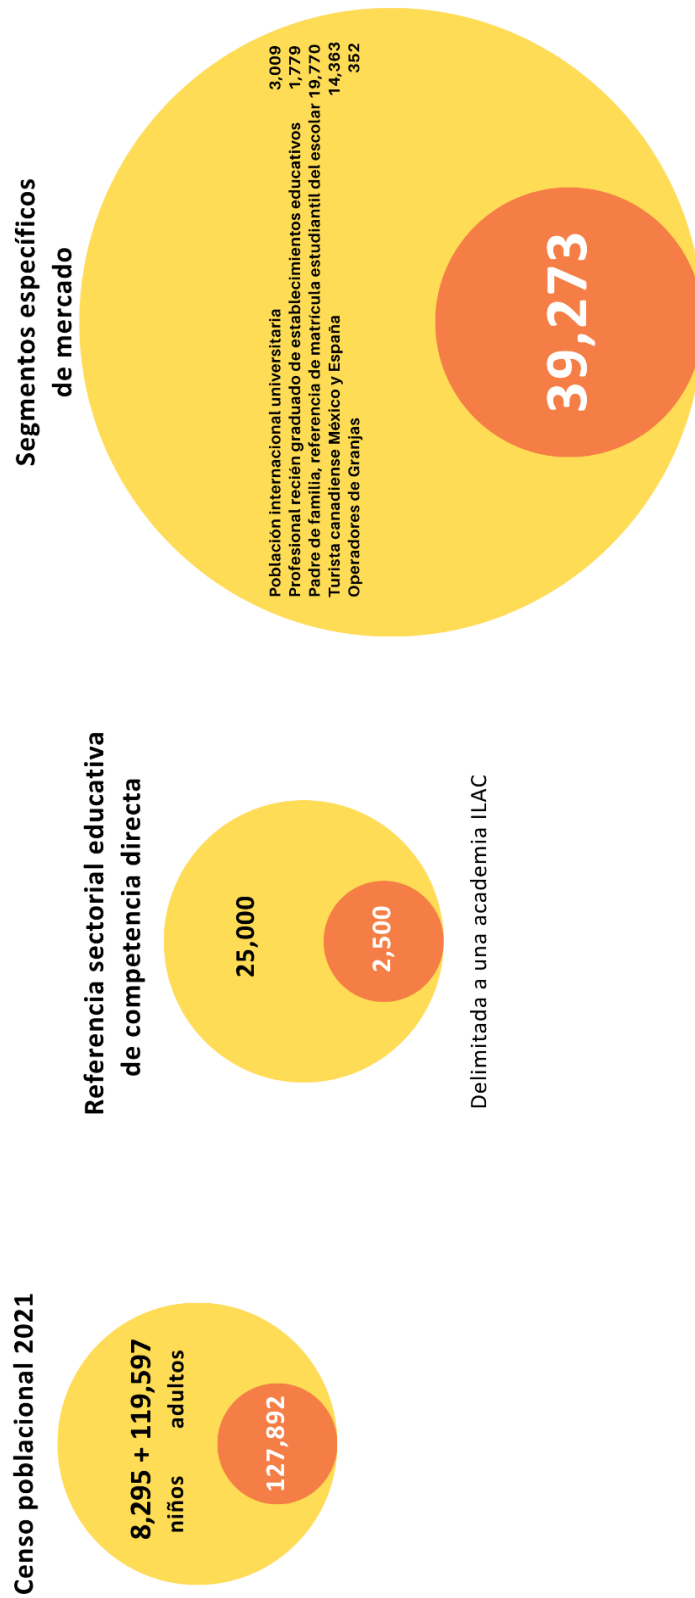 Censo poblacional 2021
8,295 + 119,597
niños adultos
127,892
Referencia sectorial educativa
de competencia directa
25,000
2,500
Delimitada a una academia ILAC
Segmentos específicos
de mercado
Población internacional universitaria 3,009
Profesional recién graduado de establecimientos educativos 1,779
Padre de familia, referencia de matrícula estudiantil del escolar 19,770
Turista canadiense México y España 14,363
Operadores de Granjas 352
39,273